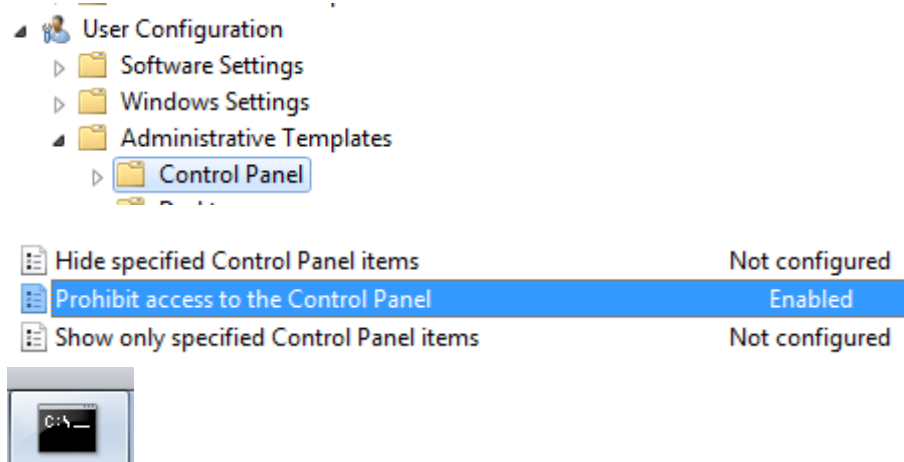 User Configuration
Software Settings
Windows Settings
Administrative Templates
Control Panel
Hide specified Control Panel items Not configured
Prohibit access to the Control Panel Enabled
Show only specified Control Panel items Not configured
C:\_